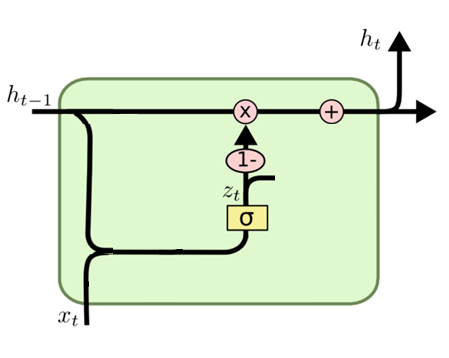 h_t
h_{t-1}
x
+
1-
z_t
σ
x_t